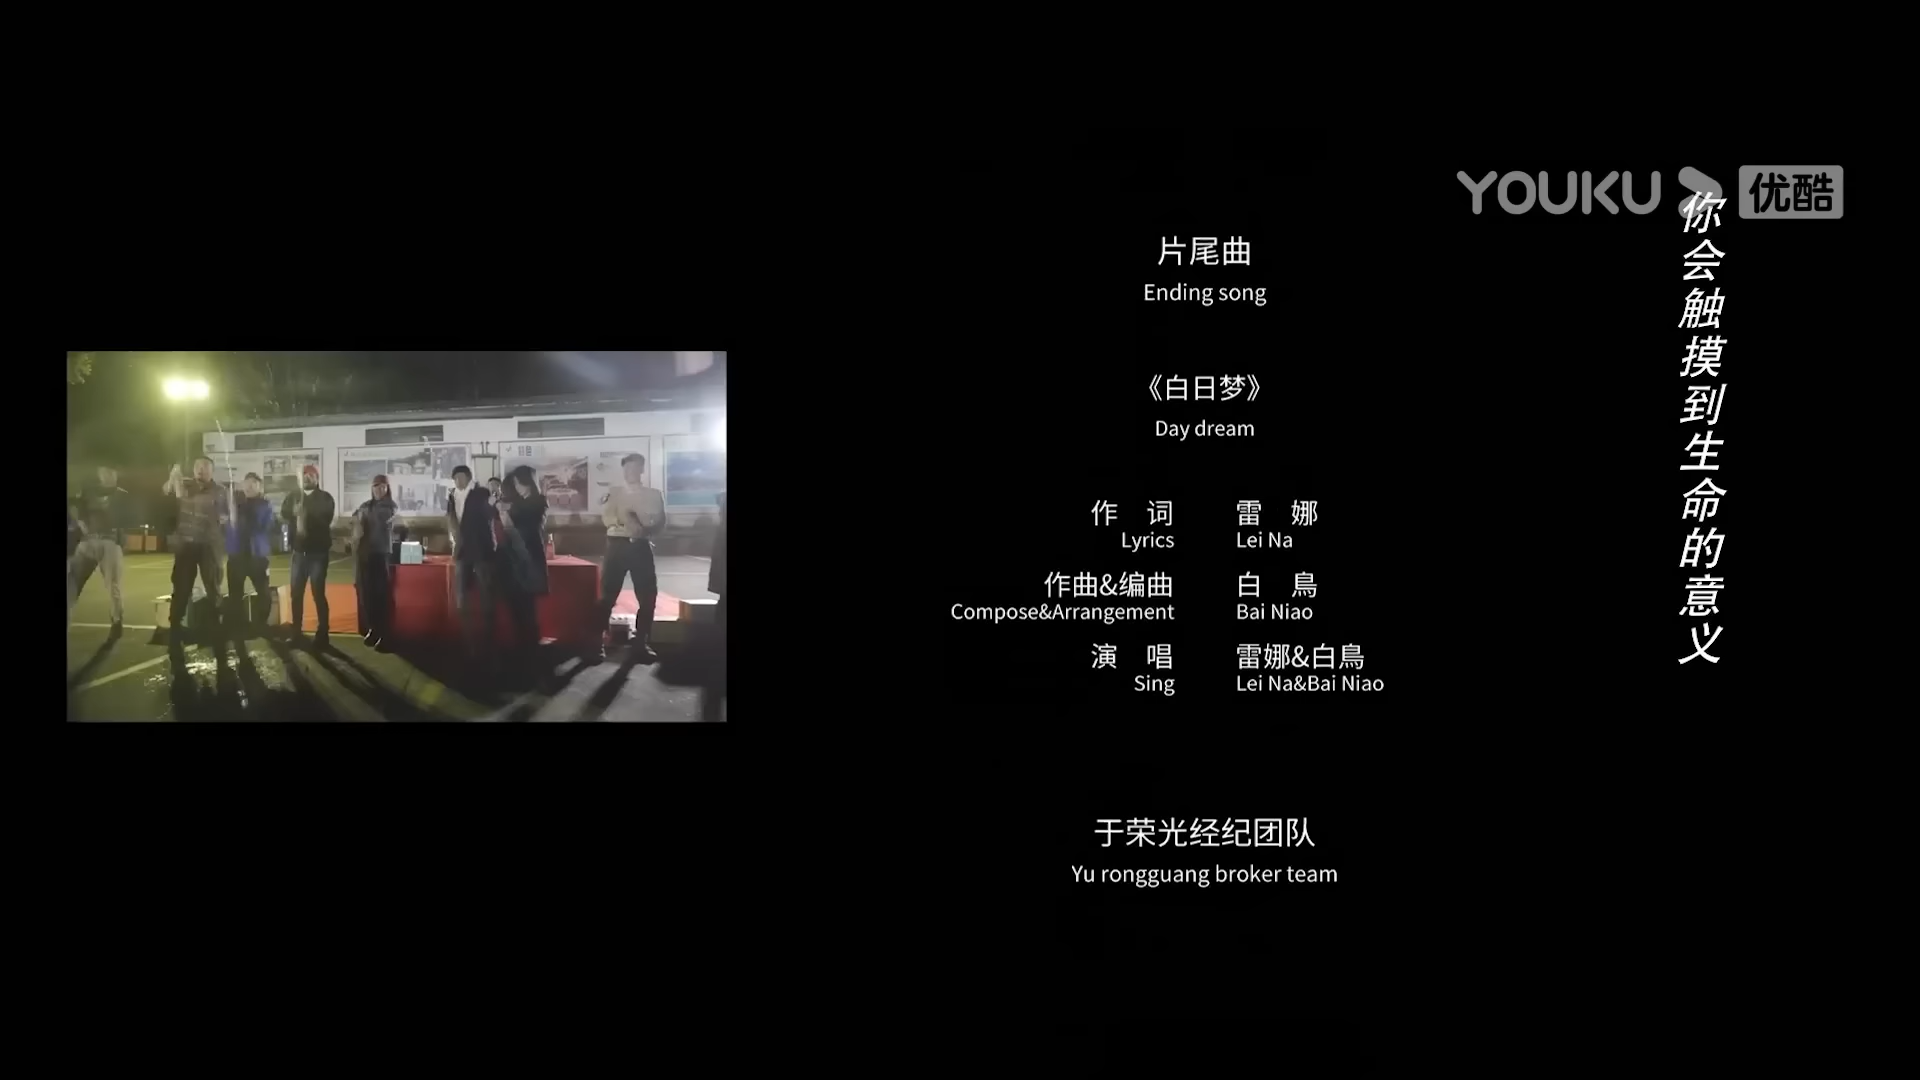 YOUKU 优酷
片尾曲
Ending song
《白日梦》
Day dream
作 词 雷 娜
Lyrics Lei Na
作曲&编曲 白 鳥
Compose&Arrangement Bai Niao
演 唱 雷娜&白鳥
Sing Lei Na&Bai Niao
于荣光经纪团队
Yu rongguang broker team
你会触摸到生命的意义